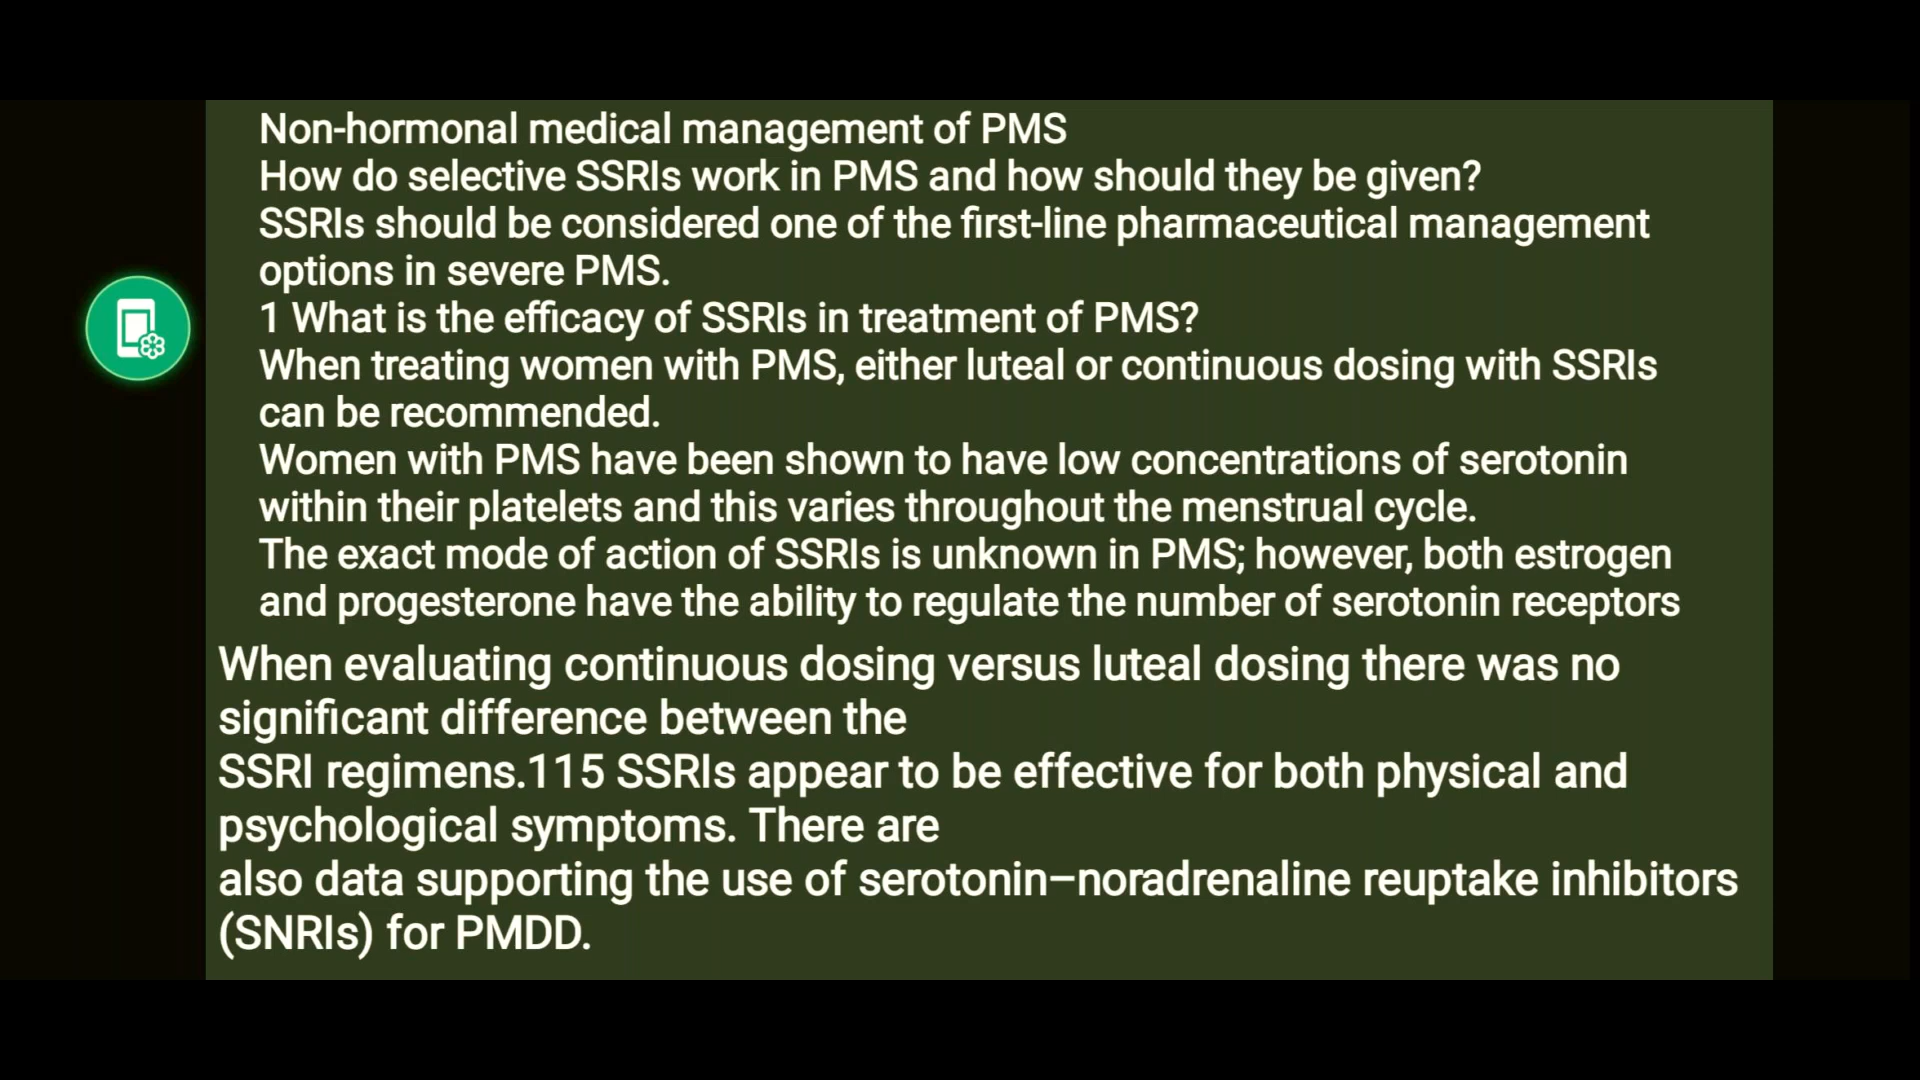 Non-hormonal medical management of PMS
How do selective SSRIs work in PMS and how should they be given?
SSRIs should be considered one of the first-line pharmaceutical management
options in severe PMS.
1 What is the efficacy of SSRIs in treatment of PMS?
When treating women with PMS, either luteal or continuous dosing with SSRIs
can be recommended.
Women with PMS have been shown to have low concentrations of serotonin
within their platelets and this varies throughout the menstrual cycle.
The exact mode of action of SSRIs is unknown in PMS; however, both estrogen
and progesterone have the ability to regulate the number of serotonin receptors
When evaluating continuous dosing versus luteal dosing there was no
significant difference between the
SSRI regimens.115 SSRIs appear to be effective for both physical and
psychological symptoms. There are
also data supporting the use of serotonin–noradrenaline reuptake inhibitors
(SNRIs) for PMDD.